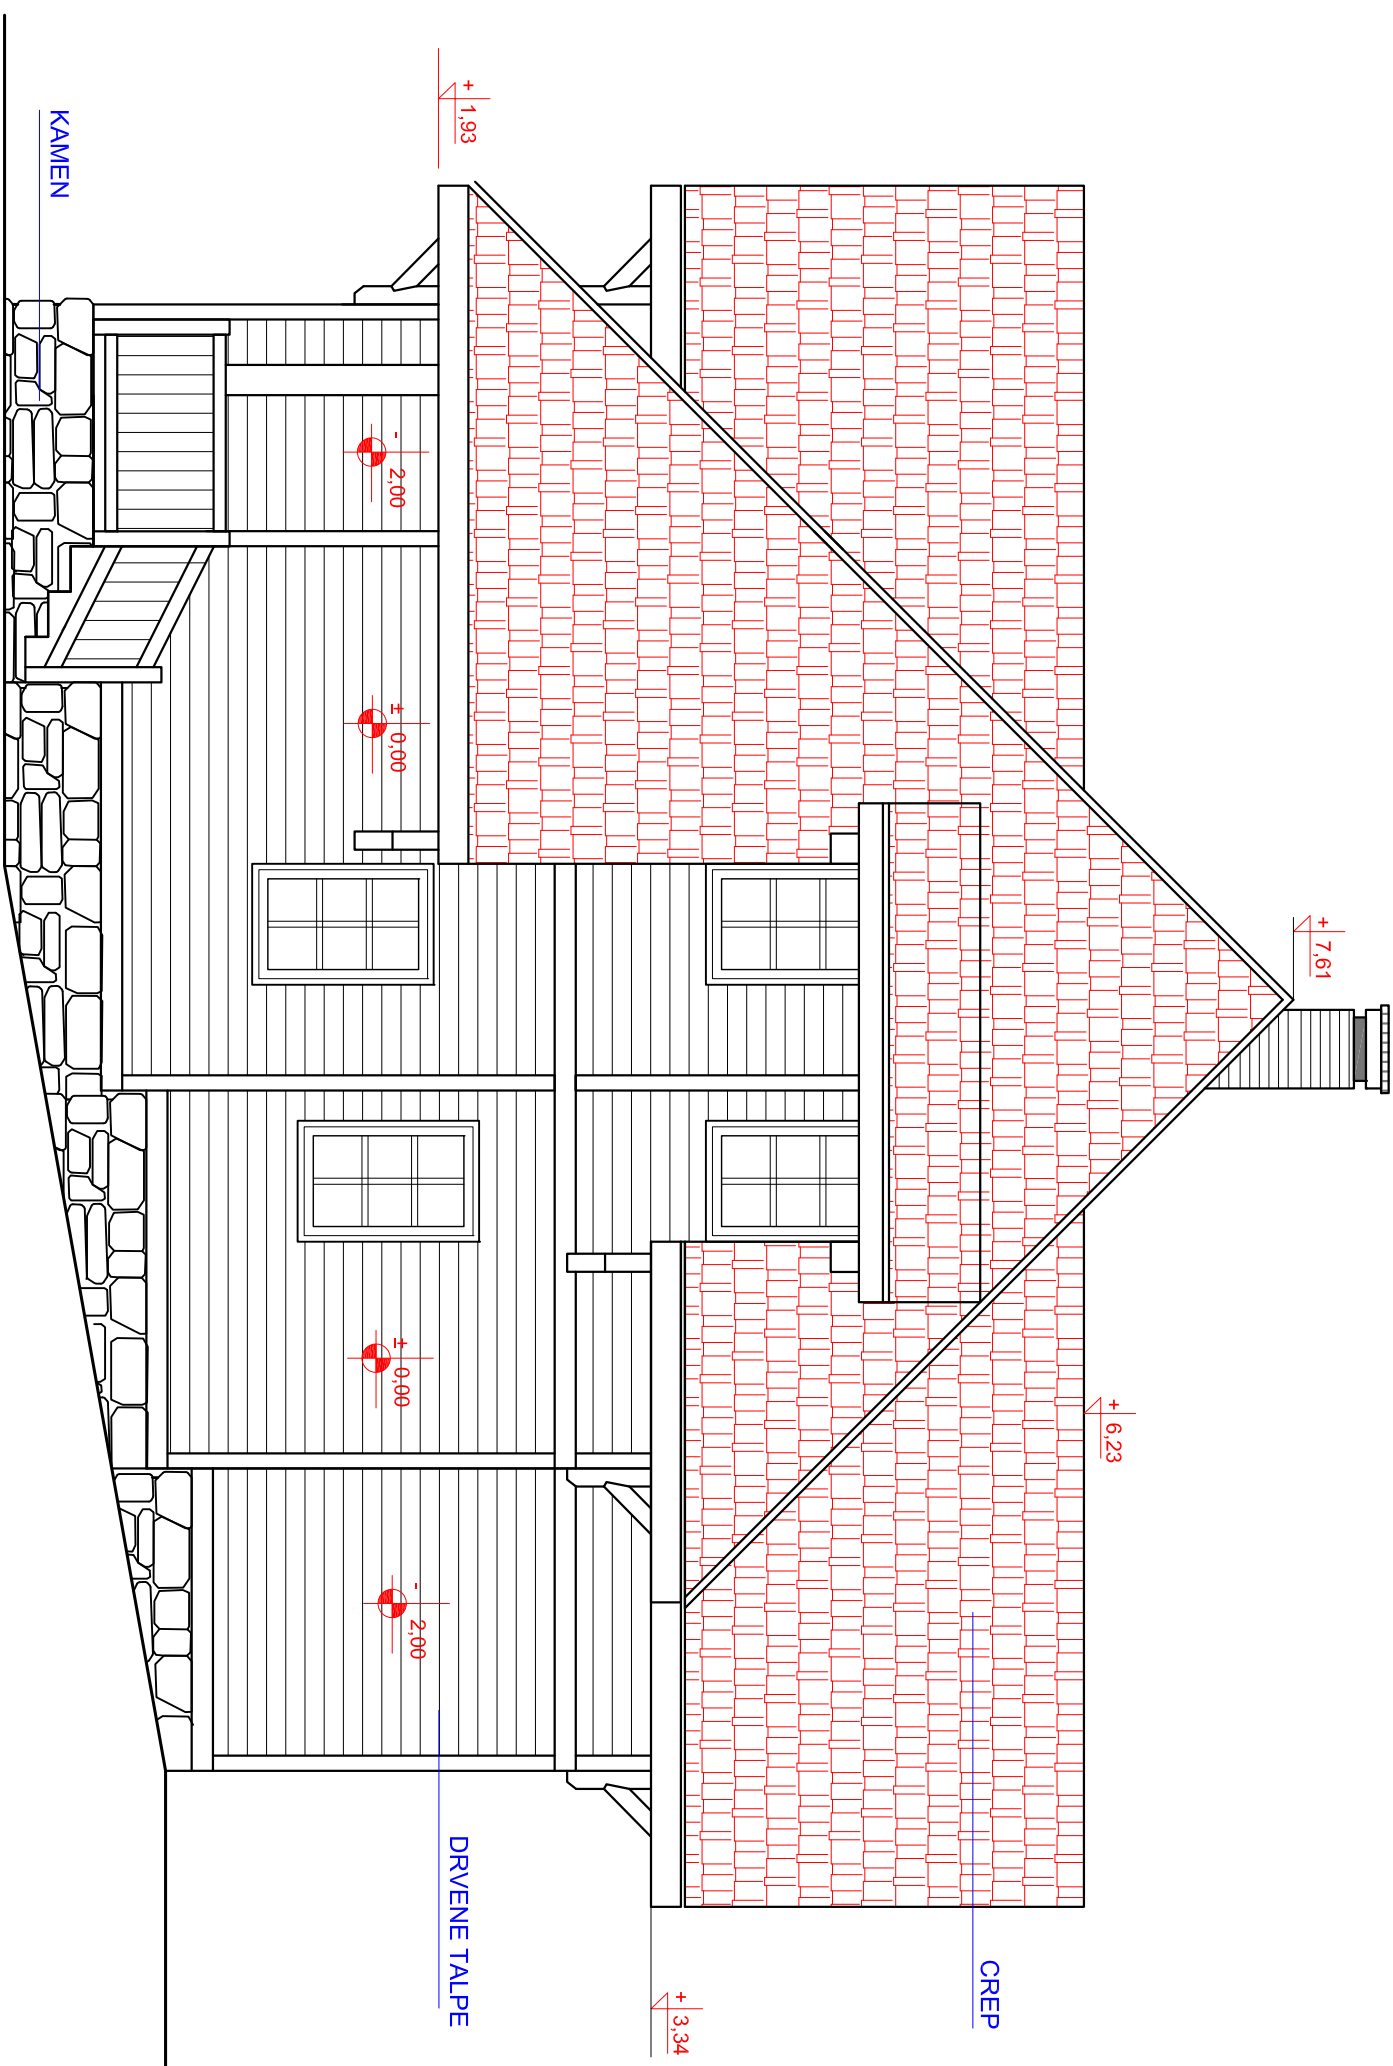 + 7,61
+ 6,23
CREP
+ 3,34
+ 1,93
- 2,00
± 0,00
± 0,00
- 2,00
DRVENE TALPE
KAMEN